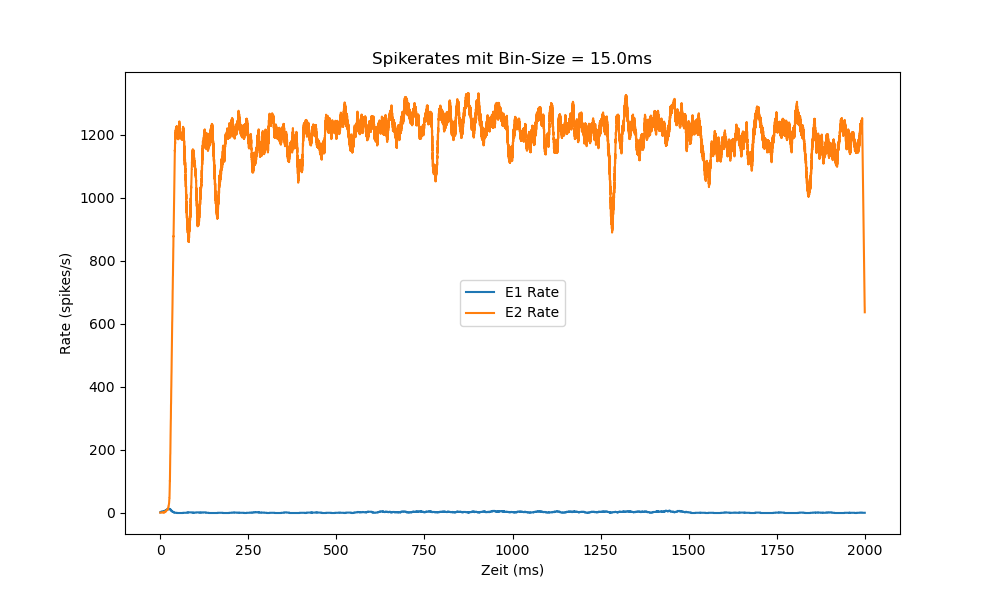 Spikerates mit Bin-Size = 15.0ms
Rate (spikes/s)
1200
1000
800
600
400
200
0
E1 Rate
E2 Rate
0 250 500 750 1000 1250 1500 1750 2000
Zeit (ms)